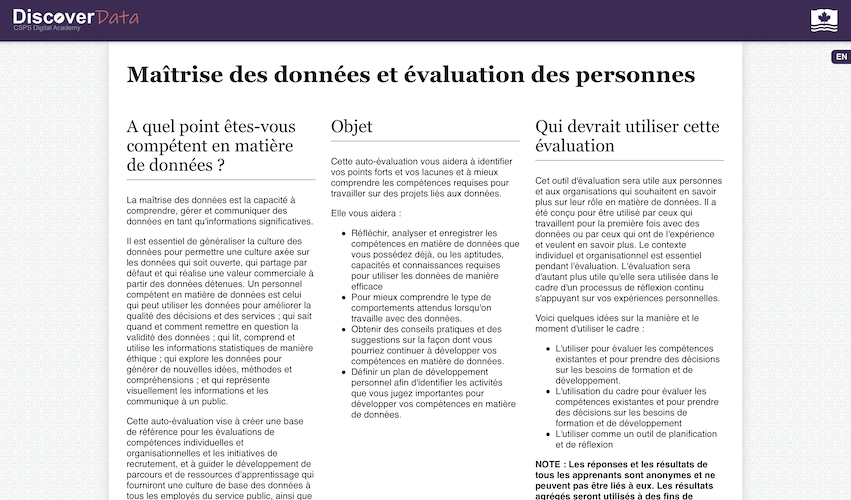 DiscoverData
CSPS Digital Academy
EN
Maîtrise des données et évaluation des personnes
A quel point êtes-vous
compétent en matière
de données ?
La maîtrise des données est la capacité à
comprendre, gérer et communiquer des
données en tant qu'informations significatives.
Il est essentiel de généraliser la culture des
données pour permettre une culture axée sur
les données qui soit ouverte, qui partage par
défaut et qui réalise une valeur commerciale à
partir des données détenues. Un personnel
compétent en matière de données est celui
qui peut utiliser les données pour améliorer la
qualité des décisions et des services ; qui sait
quand et comment remettre en question la
validité des données ; qui lit, comprend et
utilise les informations statistiques de manière
éthique ; qui explore les données pour
générer de nouvelles idées, méthodes et
compréhensions ; et qui représente
visuellement les informations et les
communique à un public.
Cette auto-évaluation vise à créer une base
de référence pour les évaluations de
compétences individuelles et
organisationnelles et les initiatives de
recrutement, et à guider le développement de
parcours et de ressources d'apprentissage qui
fourniront une culture de base des données à
tous les employés du service public, ainsi que
Objet
Cette auto-évaluation vous aidera à identifier
vos points forts et vos lacunes et à mieux
comprendre les compétences requises pour
travailler sur des projets liés aux données.
Elle vous aidera :
Réfléchir, analyser et enregistrer les
compétences en matière de données que
vous possédez déjà, ou les aptitudes,
capacités et connaissances requises
pour utiliser les données de manière
efficace
Pour mieux comprendre le type de
comportements attendus lorsqu'on
travaille avec des données.
Obtenir des conseils pratiques et des
suggestions sur la façon dont vous
pourriez continuer à développer vos
compétences en matière de données.
Définir un plan de développement
personnel afin d'identifier les activités
que vous jugez importantes pour
développer vos compétences en matière
de données.
Qui devrait utiliser cette
évaluation
Cet outil d'évaluation sera utile aux personnes
et aux organisations qui souhaitent en savoir
plus sur leur rôle en matière de données. Il a
été conçu pour être utilisé par ceux qui
travaillent pour la première fois avec des
données ou par ceux qui ont de l'expérience
et veulent en savoir plus. Le contexte
individuel et organisationnel est essentiel
pendant l'évaluation. L'évaluation sera
d'autant plus utile qu'elle sera utilisée dans le
cadre d'un processus de réflexion continu
s'appuyant sur vos expériences personnelles.
Voici quelques idées sur la manière et le
moment d'utiliser le cadre :
L'utiliser pour évaluer les compétences
existantes et pour prendre des décisions
sur les besoins de formation et de
développement.
L'utilisation du cadre pour évaluer les
compétences existantes et pour prendre
des décisions sur les besoins de
formation et de développement
L'utiliser comme un outil de planification
et de réflexion
NOTE : Les réponses et les résultats de
tous les apprenants sont anonymes et ne
peuvent pas être liés à eux. Les résultats
agrégés seront utilisés à des fins de